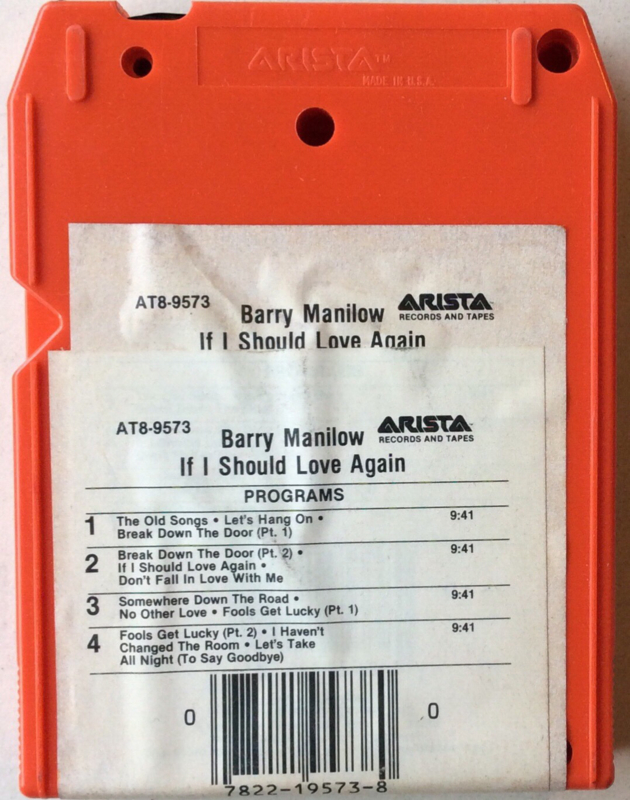 ARISTA™
MADE IN U.S.A.
AT8-9573
Barry Manilow
ARISTA
RECORDS AND TAPES
If I Should Love Again
AT8-9573
Barry Manilow
ARISTA
RECORDS AND TAPES
If I Should Love Again
PROGRAMS
1 The Old Songs • Let's Hang On • 9:41
Break Down The Door (Pt. 1)
2 Break Down The Door (Pt. 2) • 9:41
If I Should Love Again •
Don't Fall In Love With Me
3 Somewhere Down The Road • 9:41
No Other Love • Fools Get Lucky (Pt. 1)
4 Fools Get Lucky (Pt. 2) • I Haven't 9:41
Changed The Room • Let's Take
All Night (To Say Goodbye)
0 0
7822-19573-8